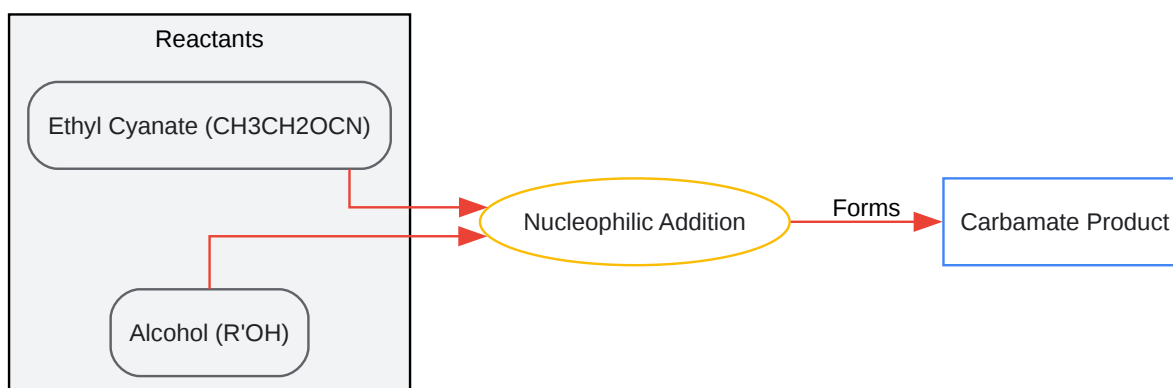 Reactants
Ethyl Cyanate (CH3CH2OCN)
Nucleophilic Addition
Forms
Carbamate Product
Alcohol (R'OH)